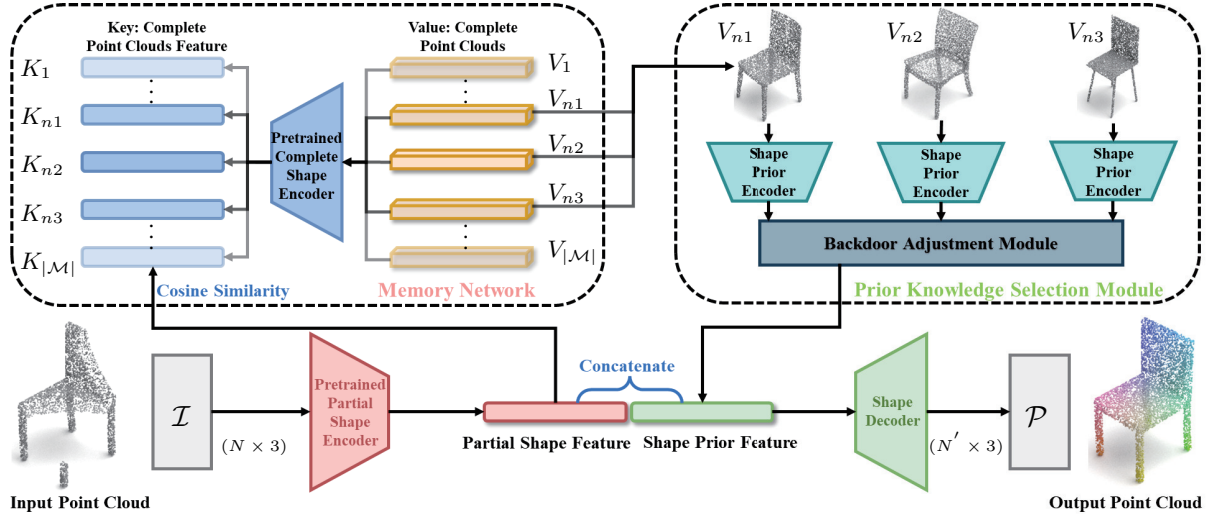 Key: Complete
Point Clouds Feature
Value: Complete
Point Clouds
K₁
Kₙ₁
Kₙ₂
Kₙ₃
K|ℳ|
Pretrained
Complete
Shape
Encoder
V₁
Vₙ₁
Vₙ₂
Vₙ₃
V|ℳ|
Cosine Similarity
Memory Network
Vₙ₁
Vₙ₂
Vₙ₃
Shape
Prior
Encoder
Shape
Prior
Encoder
Shape
Prior
Encoder
Backdoor Adjustment Module
Prior Knowledge Selection Module
Input Point Cloud
ℐ
(N × 3)
Pretrained
Partial
Shape
Encoder
Concatenate
Partial Shape Feature
Shape Prior Feature
Shape
Decoder
(N′ × 3)
𝒫
Output Point Cloud